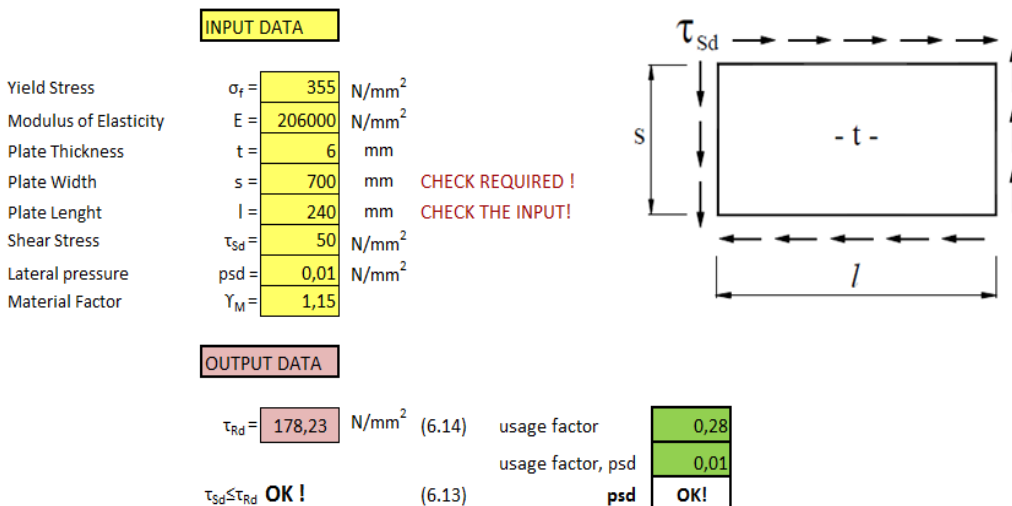 INPUT DATA
τSd
Yield Stress σf = 355 N/mm²
Modulus of Elasticity E = 206000 N/mm²
Plate Thickness t = 6 mm
s
- t -
Plate Width s = 700 mm CHECK REQUIRED !
Plate Lenght l = 240 mm CHECK THE INPUT!
Shear Stress τSd = 50 N/mm²
Lateral pressure psd = 0,01 N/mm²
l
Material Factor ϒM = 1,15
OUTPUT DATA
τRd = 178,23 N/mm² (6.14) usage factor 0,28
usage factor, psd 0,01
τSd≤τRd OK ! (6.13) psd OK!